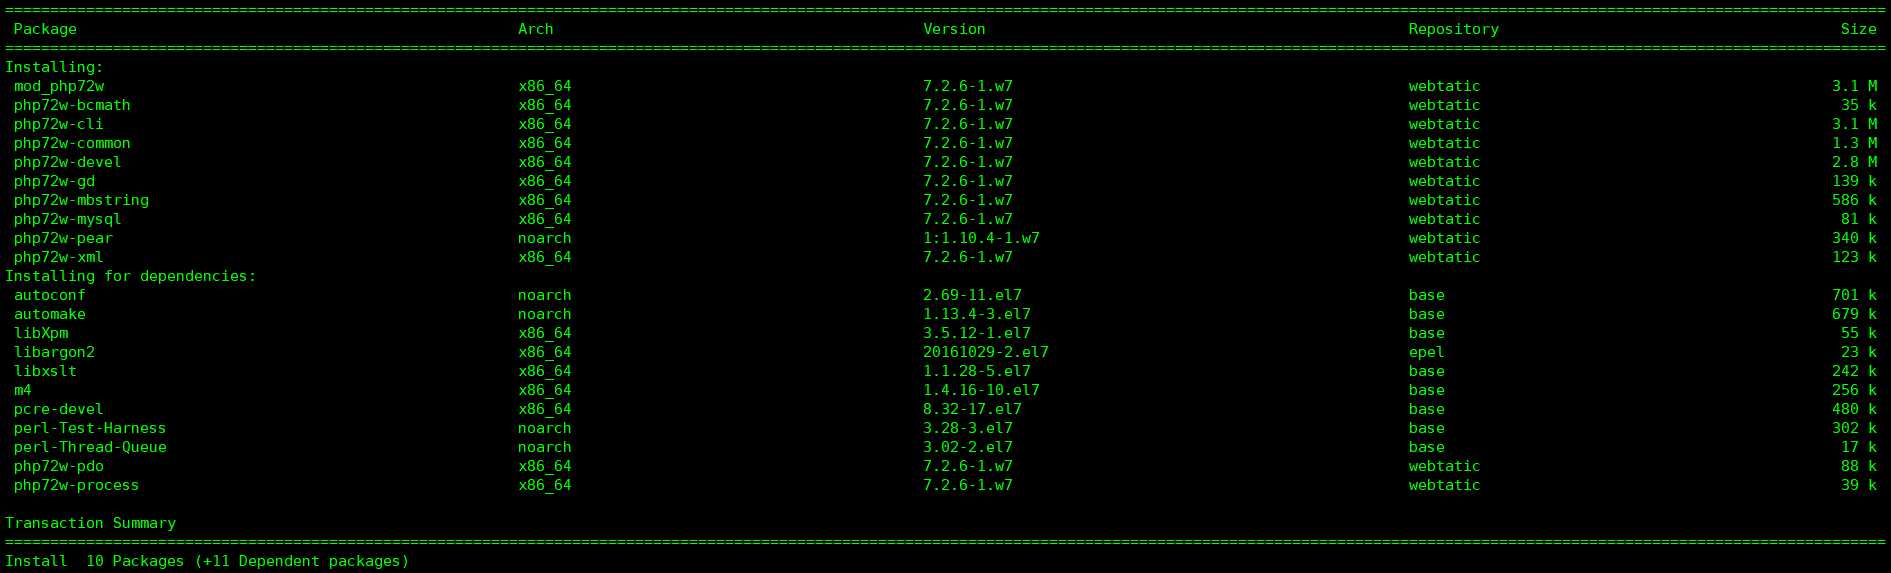 ================================================================================
Package Arch Version Repository Size
================================================================================
Installing:
mod_php72w x86_64 7.2.6-1.w7 webtatic 3.1 M
php72w-bcmath x86_64 7.2.6-1.w7 webtatic 35 k
php72w-cli x86_64 7.2.6-1.w7 webtatic 3.1 M
php72w-common x86_64 7.2.6-1.w7 webtatic 1.3 M
php72w-devel x86_64 7.2.6-1.w7 webtatic 2.8 M
php72w-gd x86_64 7.2.6-1.w7 webtatic 139 k
php72w-mbstring x86_64 7.2.6-1.w7 webtatic 586 k
php72w-mysql x86_64 7.2.6-1.w7 webtatic 81 k
php72w-pear noarch 1:1.10.4-1.w7 webtatic 340 k
php72w-xml x86_64 7.2.6-1.w7 webtatic 123 k
Installing for dependencies:
autoconf noarch 2.69-11.el7 base 701 k
automake noarch 1.13.4-3.el7 base 679 k
libXpm x86_64 3.5.12-1.el7 base 55 k
libargon2 x86_64 20161029-2.el7 epel 23 k
libxslt x86_64 1.1.28-5.el7 base 242 k
m4 x86_64 1.4.16-10.el7 base 256 k
pcre-devel x86_64 8.32-17.el7 base 480 k
perl-Test-Harness noarch 3.28-3.el7 base 302 k
perl-Thread-Queue noarch 3.02-2.el7 base 17 k
php72w-pdo x86_64 7.2.6-1.w7 webtatic 88 k
php72w-process x86_64 7.2.6-1.w7 webtatic 39 k
Transaction Summary
================================================================================
Install  10 Packages (+11 Dependent packages)